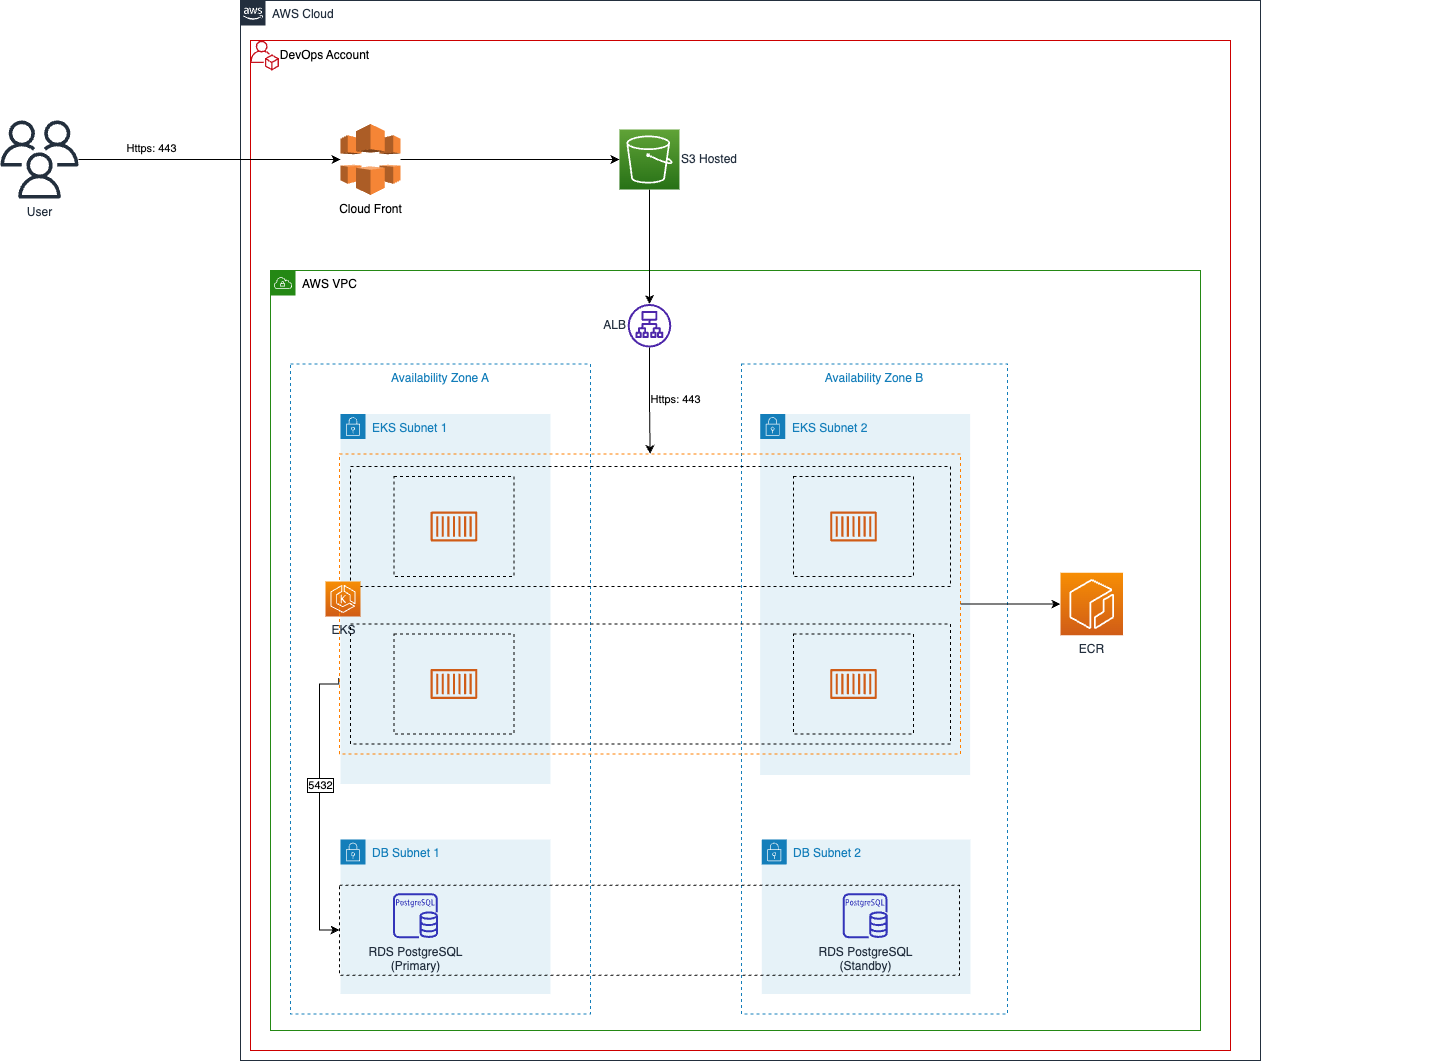 aws
AWS Cloud
DevOps Account
Https: 443
User
Cloud Front
S3 Hosted
AWS VPC
ALB
Availability Zone A
Availability Zone B
Https: 443
EKS Subnet 1
EKS Subnet 2
K
EKS
ECR
5432
DB Subnet 1
DB Subnet 2
PostgreSQL
PostgreSQL
RDS PostgreSQL
(Primary)
RDS PostgreSQL
(Standby)